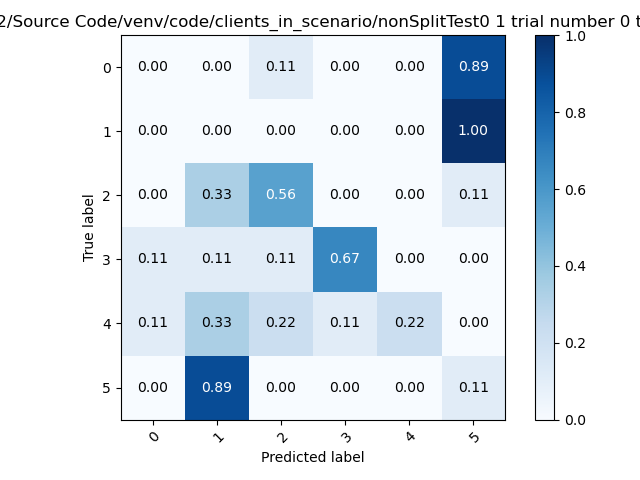 2/Source Code/venv/code/clients_in_scenario/nonSplitTest0 1 trial number 0 t
0 0.00 0.00 0.11 0.00 0.00 0.89
1 0.00 0.00 0.00 0.00 0.00 1.00
2 0.00 0.33 0.56 0.00 0.00 0.11
3 0.11 0.11 0.11 0.67 0.00 0.00
4 0.11 0.33 0.22 0.11 0.22 0.00
5 0.00 0.89 0.00 0.00 0.00 0.11
0 1 2 3 4 5
Predicted label
True label
1.0
0.8
0.6
0.4
0.2
0.0